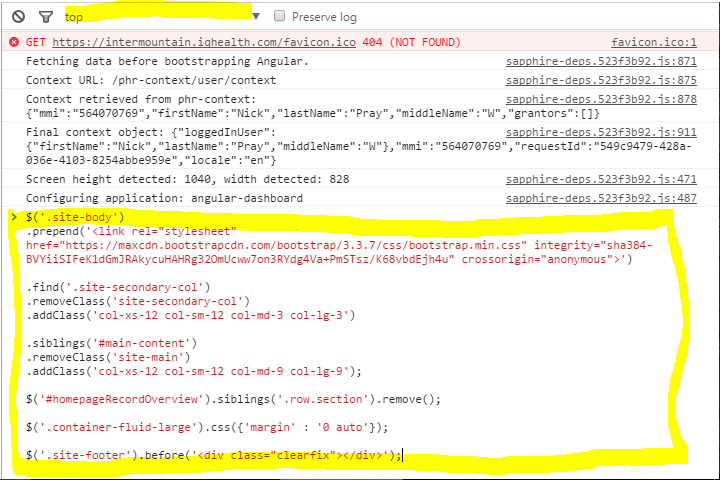 top ▼ Preserve log
GET https://intermountain.iqhealth.com/favicon.ico 404 (NOT FOUND) favicon.ico:1
Fetching data before bootstrapping Angular. sapphire-deps.523f3b92.js:871
Context URL: /phr-context/user/context sapphire-deps.523f3b92.js:875
Context retrieved from phr-context: sapphire-deps.523f3b92.js:878
{"mmi":"564070769","firstName":"Nick","lastName":"Pray","middleName":"W","grantors":[]}
Final context object: {"loggedInUser": sapphire-deps.523f3b92.js:911
{"firstName":"Nick","lastName":"Pray","middleName":"W"},"mmi":"564070769","requestId":"549c9479-428a-
036e-4103-8254abbe959e","locale":"en"}
Screen height detected: 1040, width detected: 828 sapphire-deps.523f3b92.js:471
Configuring application: angular-dashboard sapphire-deps.523f3b92.js:487
> $('.site-body')
.prepend('<link rel="stylesheet"
href="https://maxcdn.bootstrapcdn.com/bootstrap/3.3.7/css/bootstrap.min.css" integrity="sha384-
BVYiiSIFeK1dGmJRAkycuHAHRg32OmUcww7on3RYdg4Va+PmSTsz/K68vbdEjh4u" crossorigin="anonymous">')
.find('.site-secondary-col')
.removeClass('site-secondary-col')
.addClass('col-xs-12 col-sm-12 col-md-3 col-lg-3')
.siblings('#main-content')
.removeClass('site-main')
.addClass('col-xs-12 col-sm-12 col-md-9 col-lg-9');
$('#homepageRecordOverview').siblings('.row.section').remove();
$('.container-fluid-large').css({'margin' : '0 auto'});
$('.site-footer').before('<div class="clearfix"></div>');